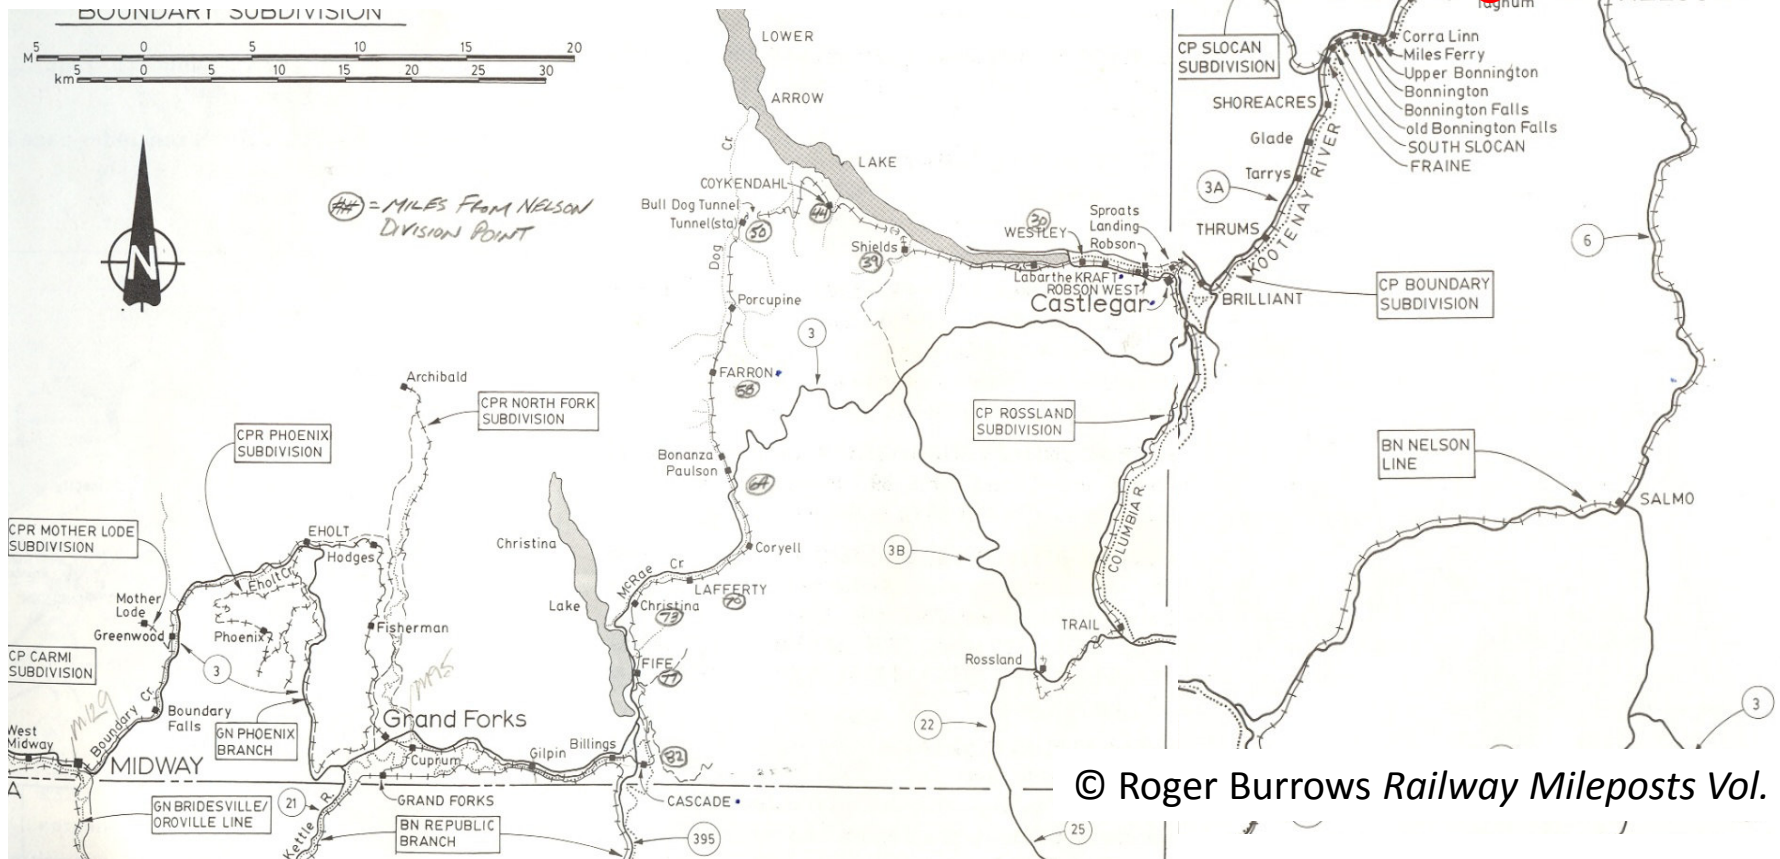 BOUNDARY SUBDIVISION
5 0 5 10 15 20
M
km 5 0 5 10 15 20 25 30
N
## = MILES FROM NELSON
DIVISION POINT
LOWER
ARROW
LAKE
Taghum
CP SLOCAN
SUBDIVISION
Corra Linn
Miles Ferry
Upper Bonnington
Bonnington
Bonnington Falls
old Bonnington Falls
SOUTH SLOCAN
FRAINE
SHOREACRES
Glade
Tarrys
3A
THRUMS
KOOTENAY RIVER
6
CP BOUNDARY
SUBDIVISION
BRILLIANT
Cr.
COYKENDAHL
44
Bull Dog Tunnel
Tunnel(sta)
50
Dog
Shields
39
30
WESTLEY
Sproats
Landing
Robson
Labarthe KRAFT
ROBSON WEST
Castlegar
Porcupine
3
FARRON
58
Archibald
CPR NORTH FORK
SUBDIVISION
CPR PHOENIX
SUBDIVISION
CP ROSSLAND
SUBDIVISION
BN NELSON
LINE
SALMO
Bonanza
Paulson
64
COLUMBIA R.
CPR MOTHER LODE
SUBDIVISION
EHOLT
Hodges
Eholt Cr.
Christina
Lake
Coryell
McRae Cr.
LAFFERTY
70
Christina
73
3B
Mother
Lode
Greenwood
Phoenix
Fisherman
TRAIL
Rossland
CP CARMI
SUBDIVISION
3
FIFE
77
M95
M129
Boundary Cr.
Boundary
Falls
GN PHOENIX
BRANCH
Grand Forks
22
3
West
Midway
MIDWAY
Cuprum
Gilpin
Billings
82
A
GN BRIDESVILLE/
OROVILLE LINE
21
Kettle R.
GRAND FORKS
CASCADE
BN REPUBLIC
BRANCH
395
25
© Roger Burrows Railway Mileposts Vol.